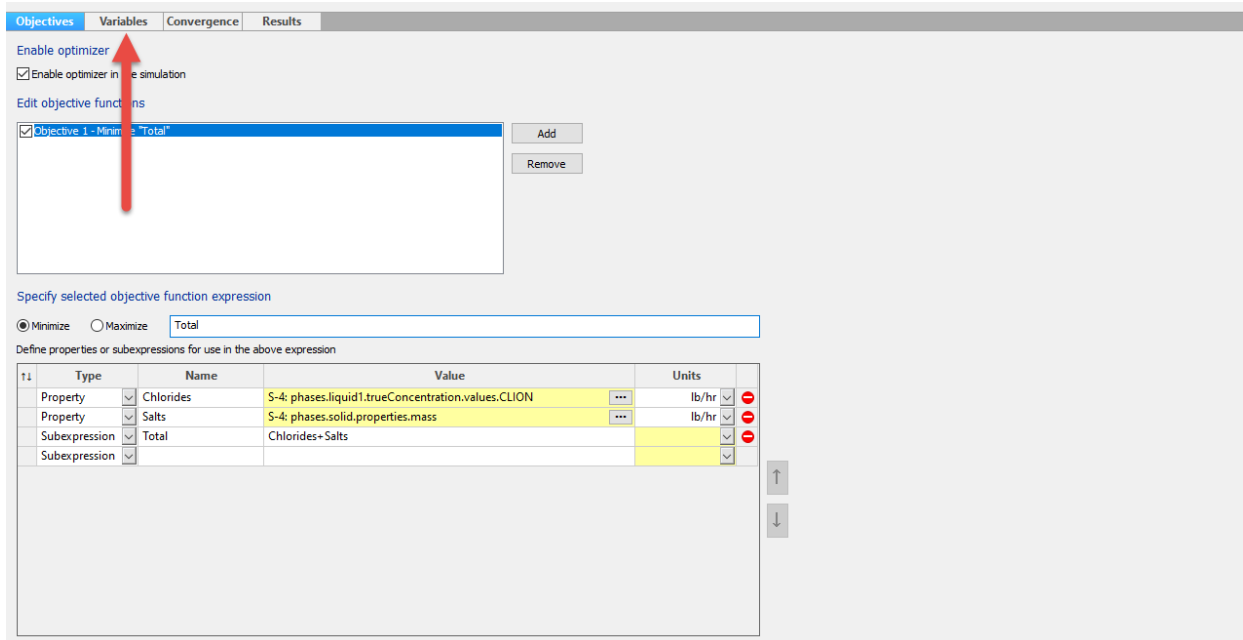 Objectives Variables Convergence Results
Enable optimizer
Enable optimizer in e simulation
Edit objective functions
Objective 1 - Minim e "Total"
Add
Remove
Specify selected objective function expression
Minimize Maximize Total
Define properties or subexpressions for use in the above expression
↑↓ Type Name Value Units
Property Chlorides S-4: phases.liquid1.trueConcentration.values.CLION ... lb/hr
Property Salts S-4: phases.solid.properties.mass ... lb/hr
Subexpression Total Chlorides+Salts
Subexpression
↑
↓